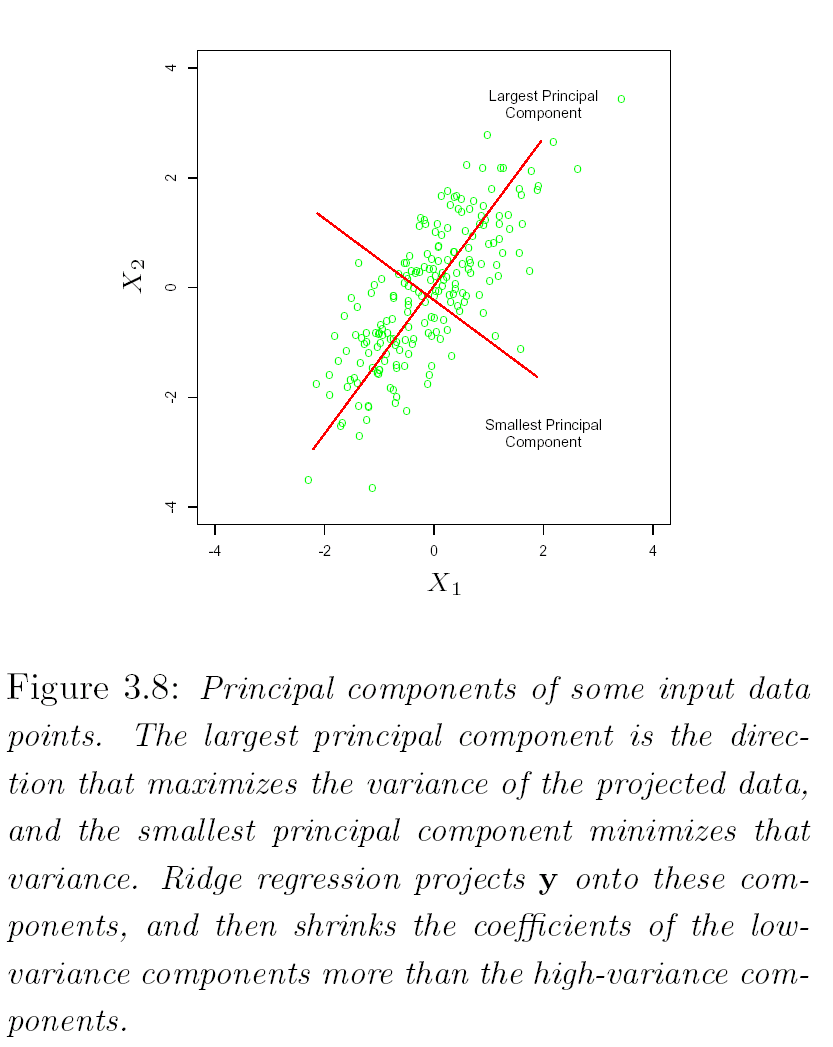 4
Largest Principal
Component
2
X2
0
-2
Smallest Principal
Component
-4
-4 -2 0 2 4
X1
Figure 3.8: Principal components of some input data
points. The largest principal component is the direc-
tion that maximizes the variance of the projected data,
and the smallest principal component minimizes that
variance. Ridge regression projects y onto these com-
ponents, and then shrinks the coefficients of the low-
variance components more than the high-variance com-
ponents.